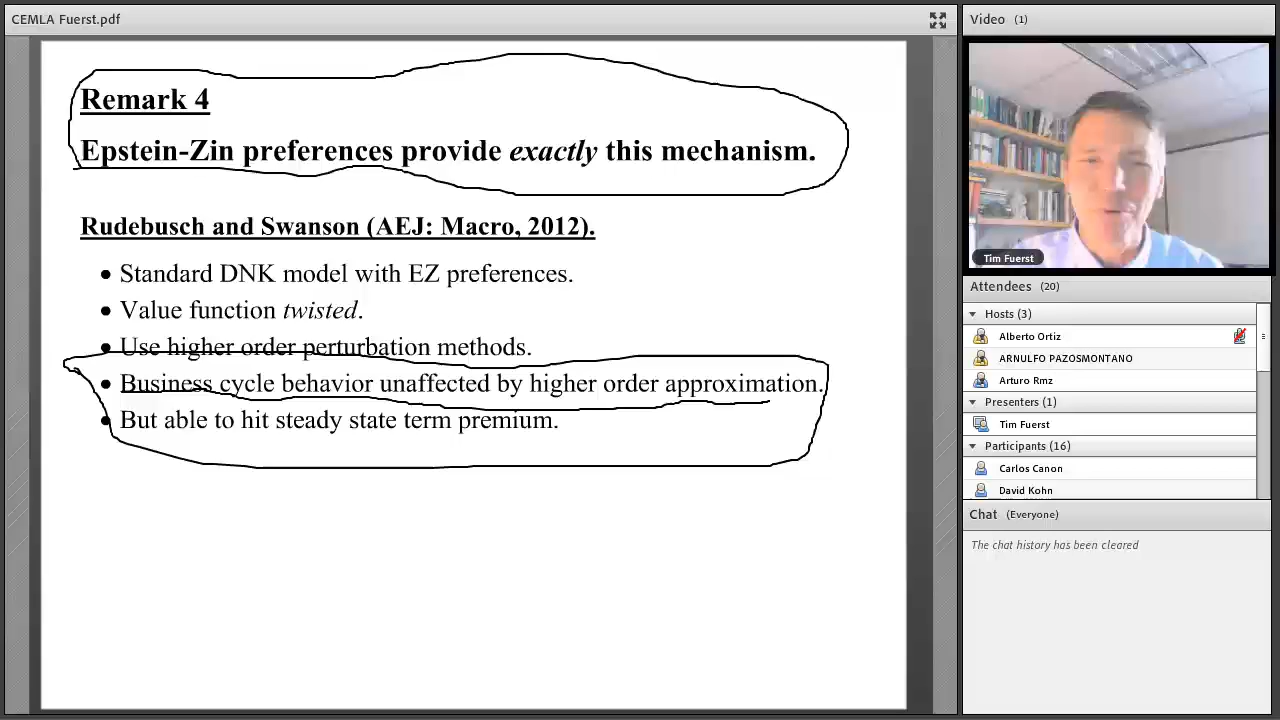 CEMLA Fuerst.pdf
Remark 4
Epstein-Zin preferences provide exactly this mechanism.
Rudebusch and Swanson (AEJ: Macro, 2012).
• Standard DNK model with EZ preferences.
• Value function twisted.
• Use higher order perturbation methods.
• Business cycle behavior unaffected by higher order approximation.
• But able to hit steady state term premium.
Video (1)
Tim Fuerst
Attendees (20)
Hosts (3)
Alberto Ortiz
ARNULFO PAZOSMONTANO
Arturo Rmz
Presenters (1)
Tim Fuerst
Participants (16)
Carlos Canon
David Kohn
Chat (Everyone)
The chat history has been cleared